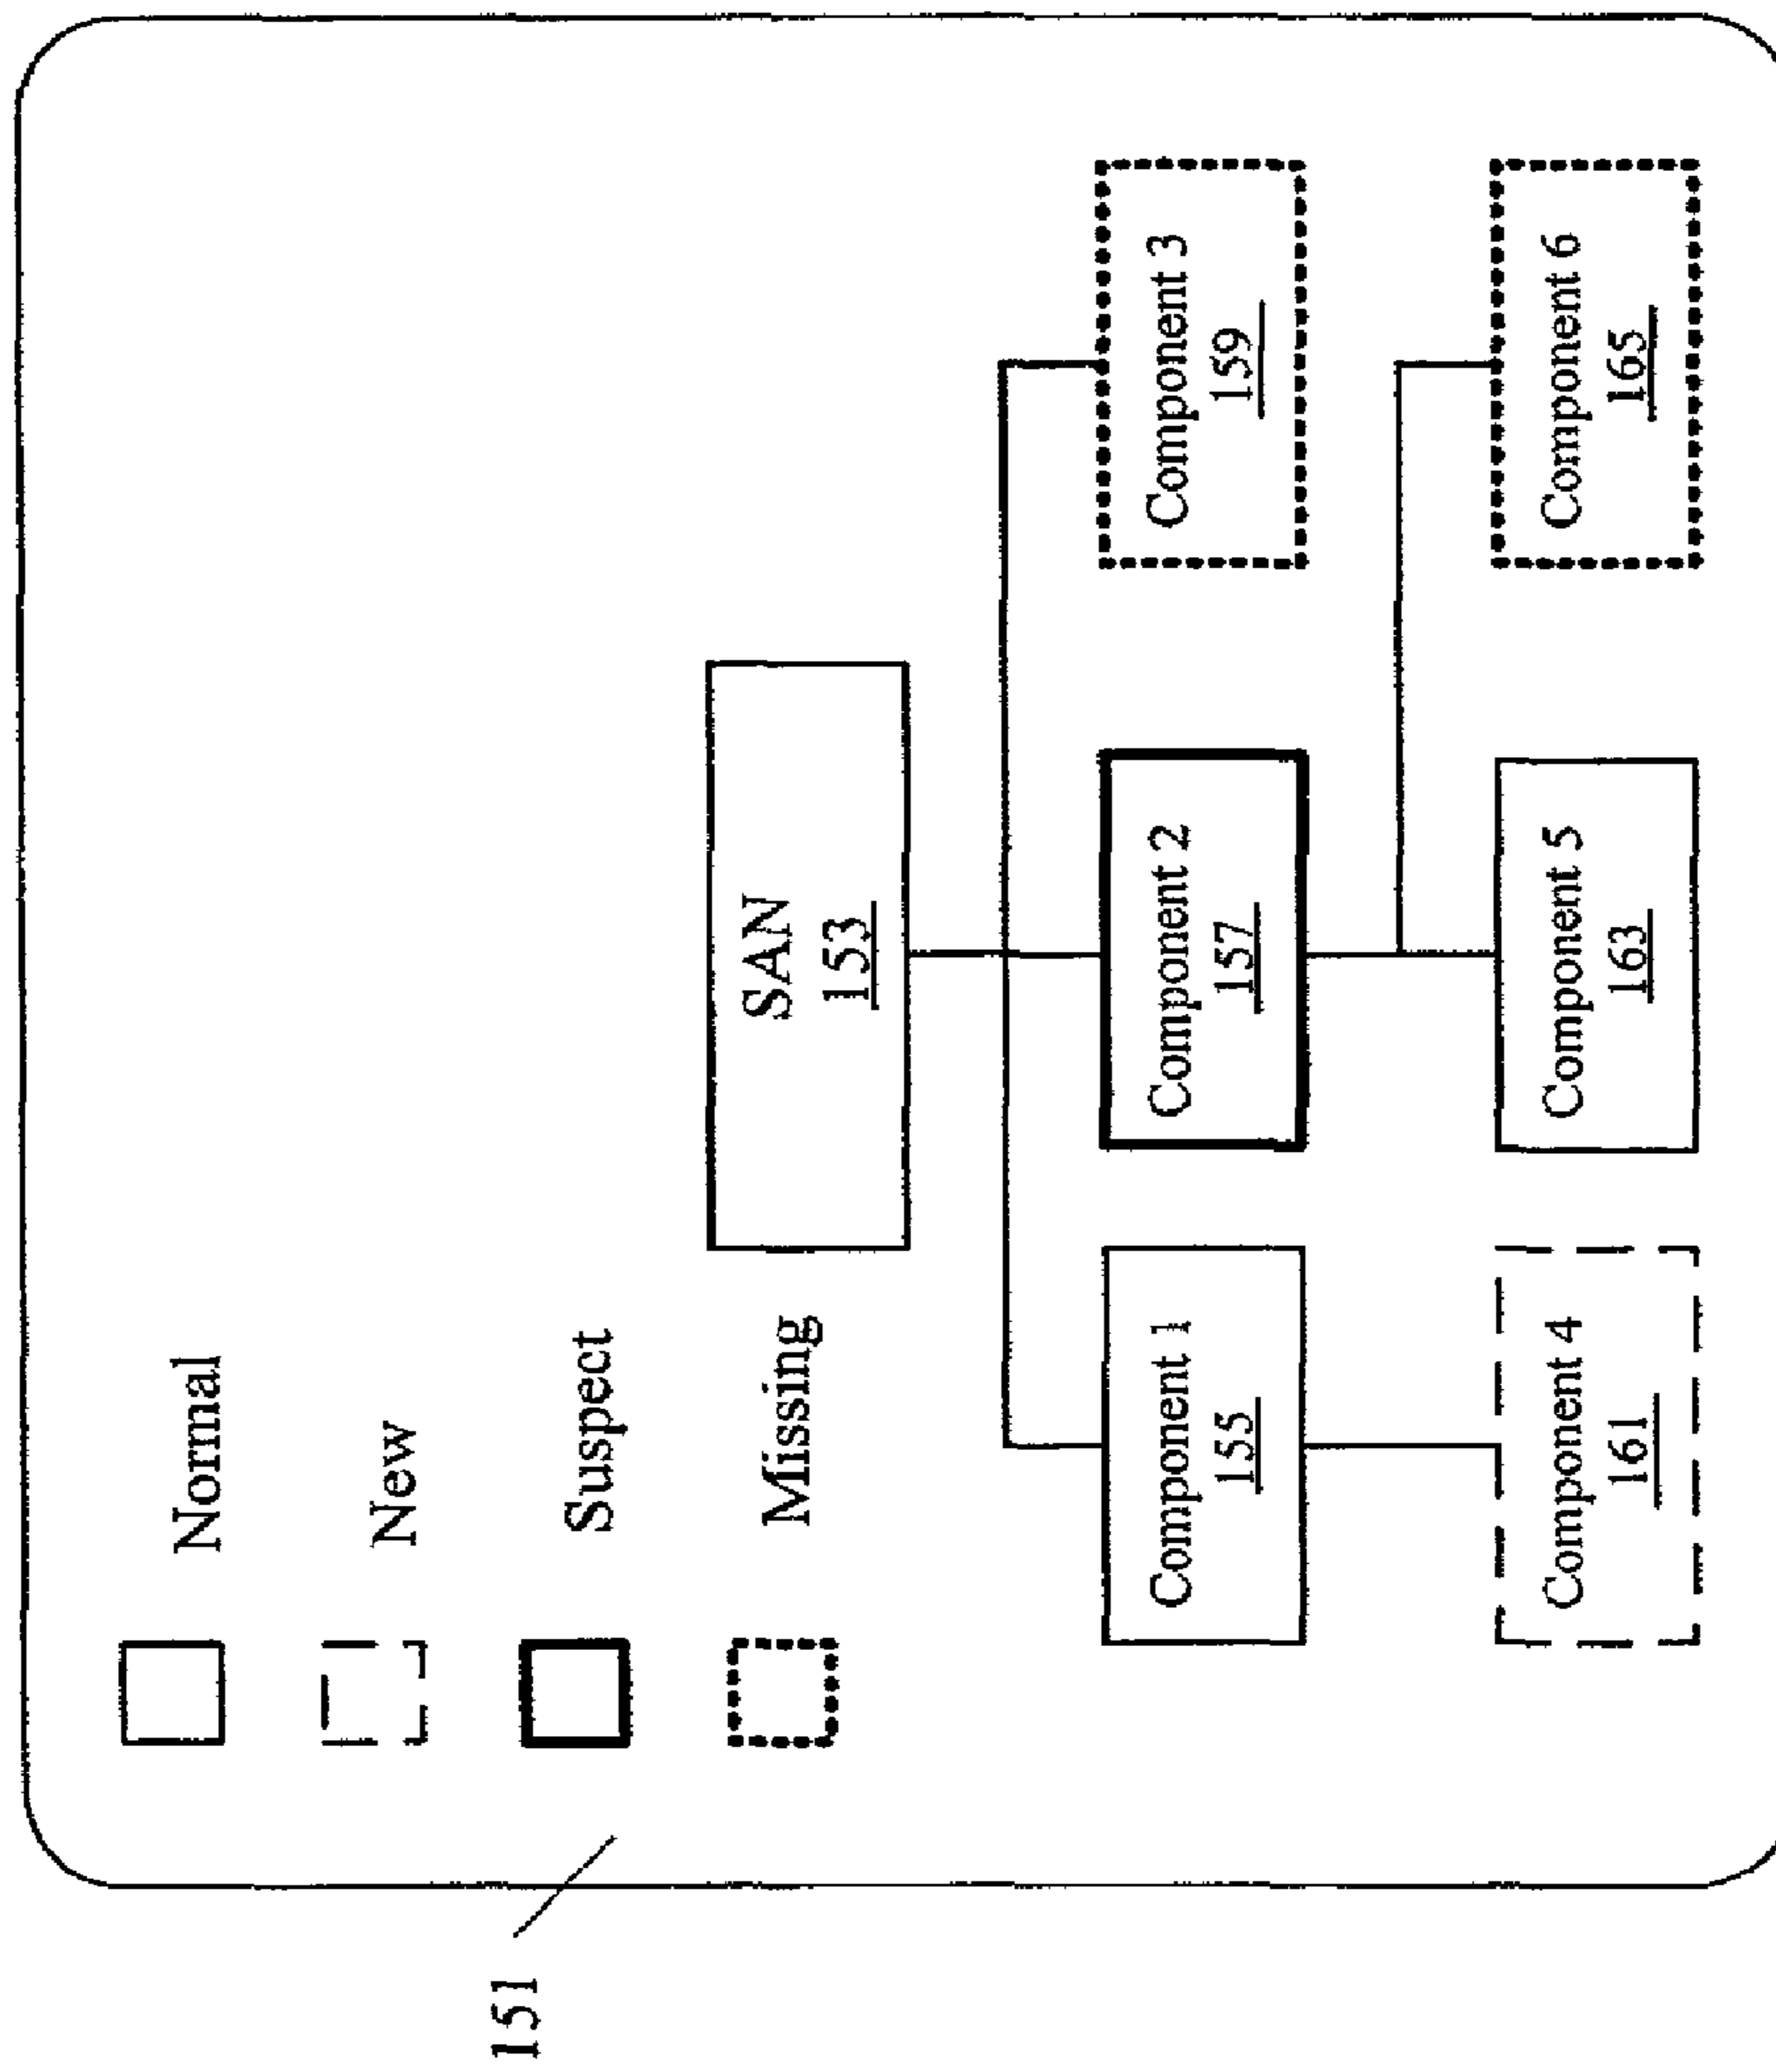 Normal
New
Suspect
Missing
SAN
153
Component 1
155
Component 2
157
Component 3
159
Component 4
161
Component 5
163
Component 6
165
151